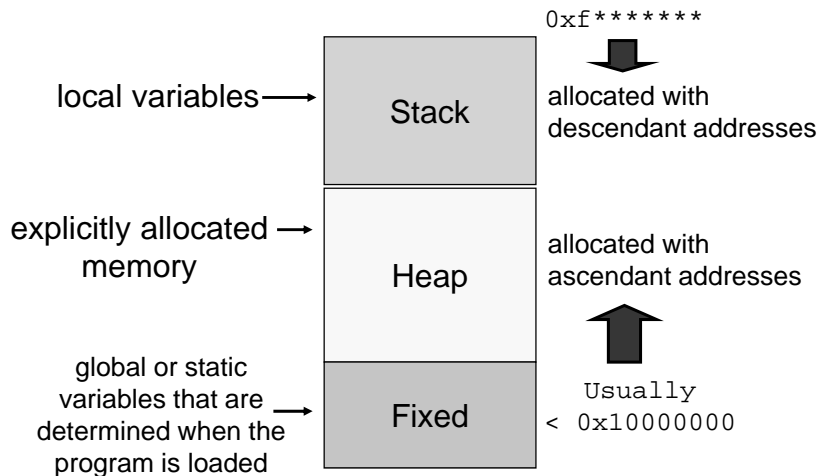 0xf*******
local variables
Stack
allocated with
descendant addresses
explicitly allocated
memory
Heap
allocated with
ascendant addresses
global or static
variables that are
determined when the
program is loaded
Fixed
Usually
< 0x10000000